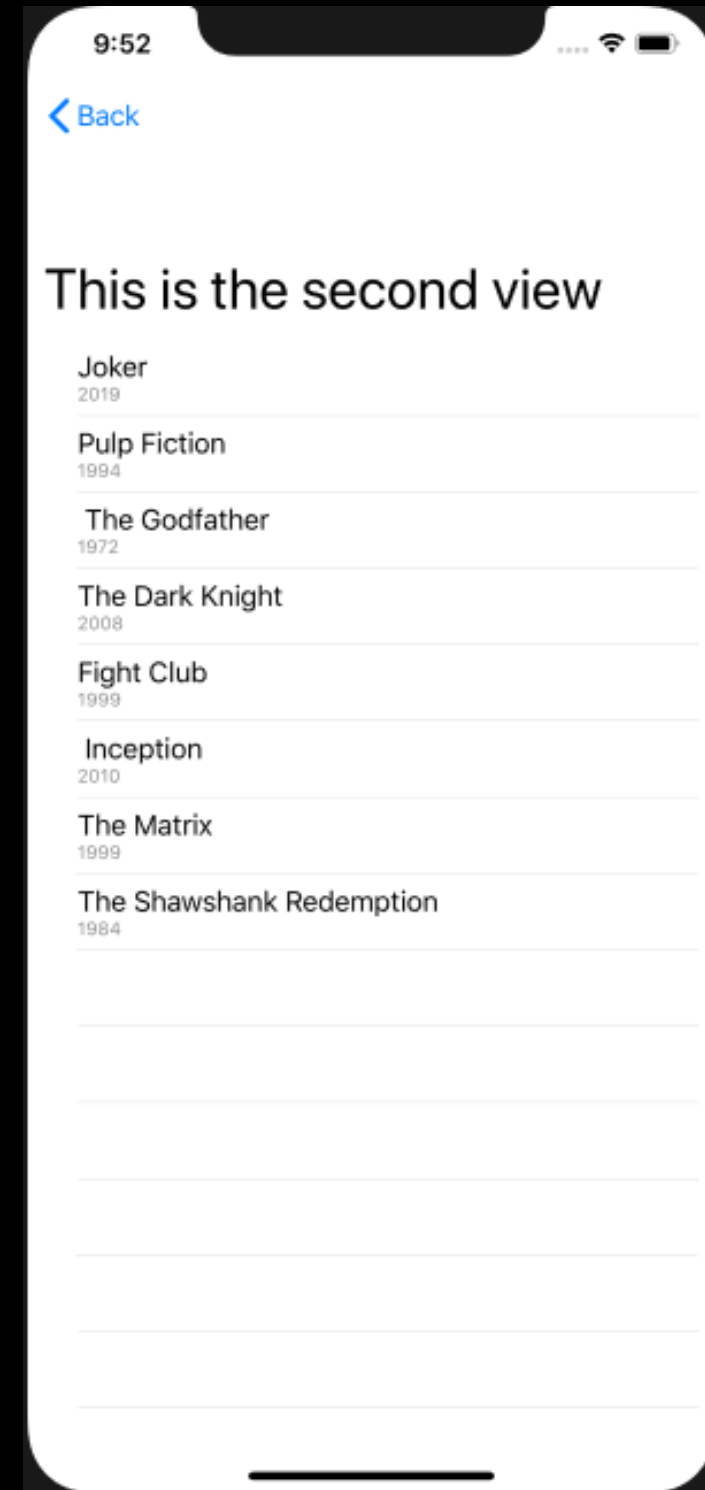 9:52
Back
This is the second view
Joker
2019
Pulp Fiction
1994
The Godfather
1972
The Dark Knight
2008
Fight Club
1999
Inception
2010
The Matrix
1999
The Shawshank Redemption
1984